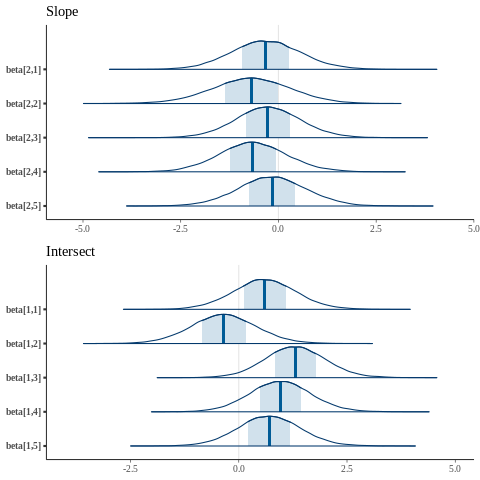 Slope
beta[2,1]
beta[2,2]
beta[2,3]
beta[2,4]
beta[2,5]
-5.0 -2.5 0.0 2.5 5.0
Intersect
beta[1,1]
beta[1,2]
beta[1,3]
beta[1,4]
beta[1,5]
-2.5 0.0 2.5 5.0